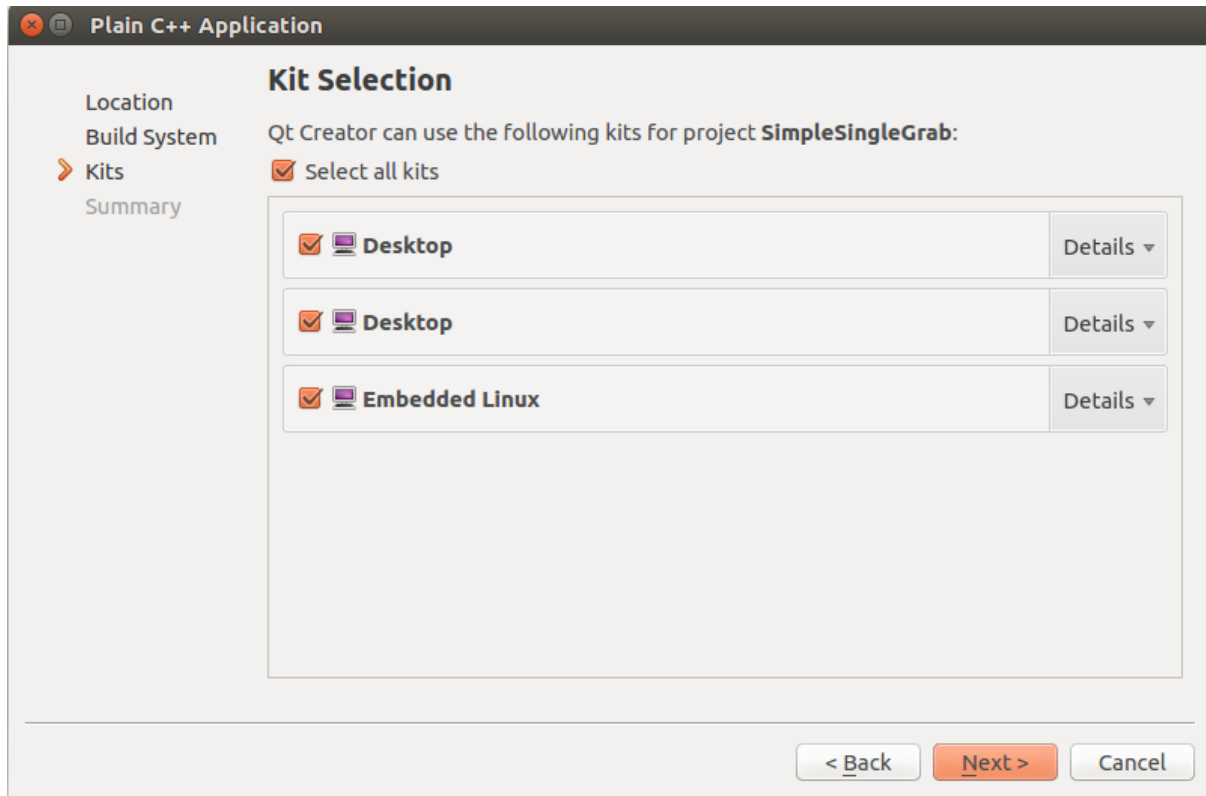 Plain C++ Application
Location
Build System
Kits
Summary
Kit Selection
Qt Creator can use the following kits for project SimpleSingleGrab:
Select all kits
Desktop
Details
Desktop
Details
Embedded Linux
Details
< Back
Next >
Cancel